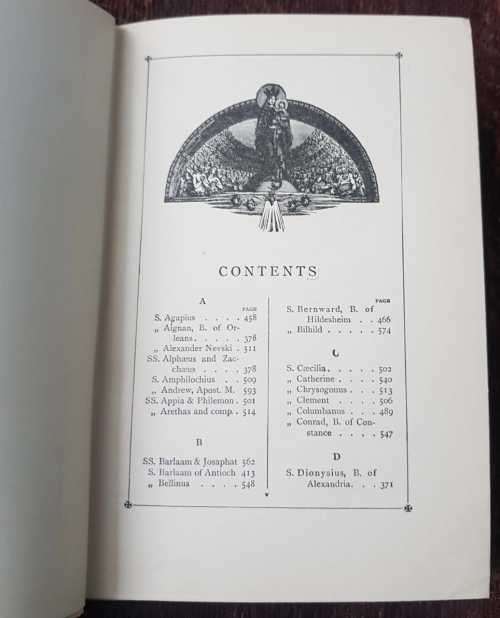 CONTENTS
A
PAGE
S. Agapius . . . . 458
„ Aignan, B. of Or-
leans . . . . . 378
„ Alexander Nevski . 511
SS. Alphæus and Zac-
chæus . . . . 378
S. Amphilochius . . 509
„ Andrew, Apost. M. 593
SS. Appia & Philemon. 501
„ Arethas and comp. . 514
B
SS. Barlaam & Josaphat 562
S. Barlaam of Antioch 413
„ Bellinus . . . . 548
PAGE
S. Bernward, B. of
Hildesheim . . 466
„ Bilhild . . . . . 574
C
S. Cæcilia . . . . . 502
„ Catherine . . . . 540
„ Chrysogonus . . . 513
„ Clement . . . . 506
„ Columbanus . . . 489
„ Conrad, B. of Con-
stance . . . . 547
D
S. Dionysius, B. of
Alexandria . . . 371